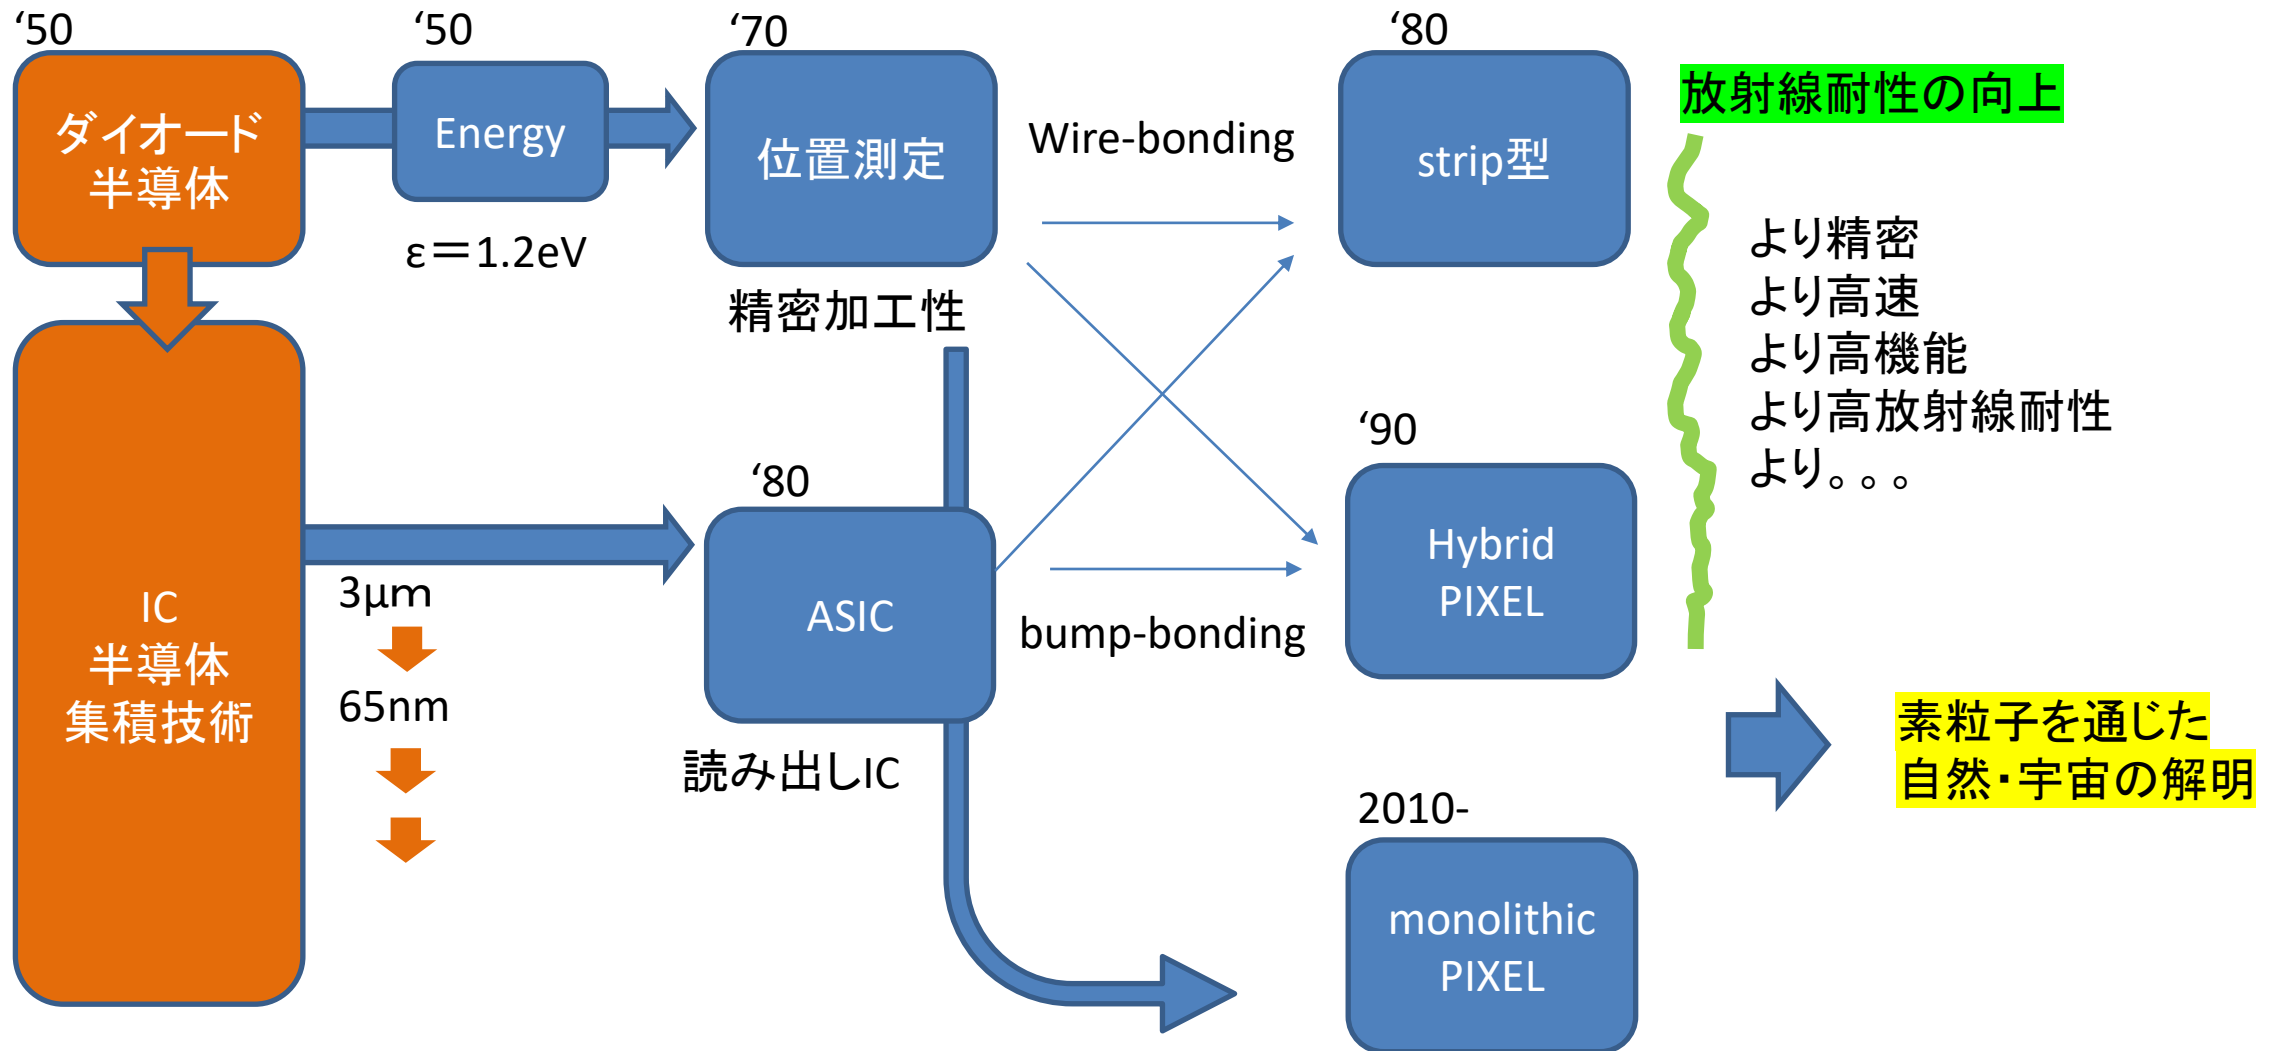 ‘50
ダイオード
半導体
‘50
Energy
ε＝1.2eV
‘70
位置測定
精密加工性
Wire-bonding
‘80
strip型
放射線耐性の向上
より精密
より高速
より高機能
より高放射線耐性
より。。。
IC
半導体
集積技術
3μm
65nm
‘80
ASIC
読み出しIC
bump-bonding
‘90
Hybrid
PIXEL
2010-
monolithic
PIXEL
素粒子を通じた
自然・宇宙の解明